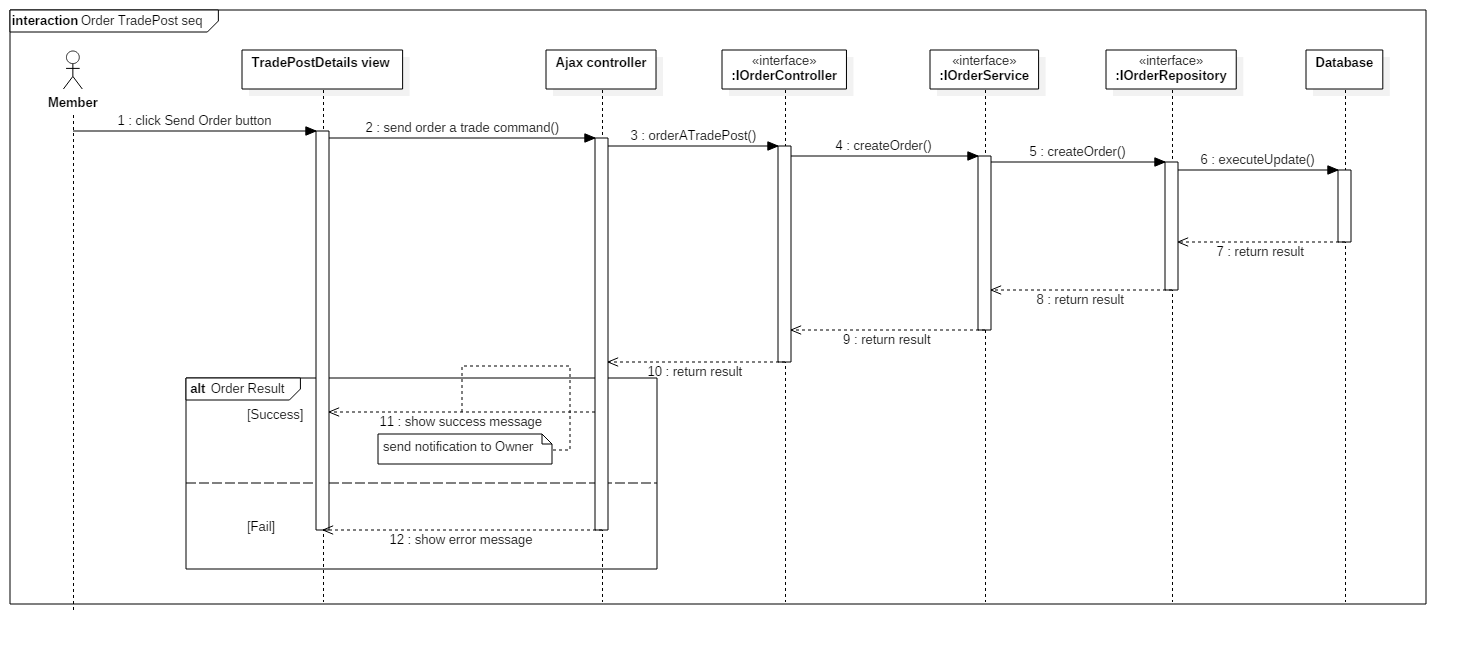 interaction Order TradePost seq
Member
TradePostDetails view
Ajax controller
«interface»
:IOrderController
«interface»
:IOrderService
«interface»
:IOrderRepository
Database
1 : click Send Order button
2 : send order a trade command()
3 : orderATradePost()
4 : createOrder()
5 : createOrder()
6 : executeUpdate()
7 : return result
8 : return result
9 : return result
10 : return result
alt Order Result
[Success]
11 : show success message
send notification to Owner
[Fail]
12 : show error message